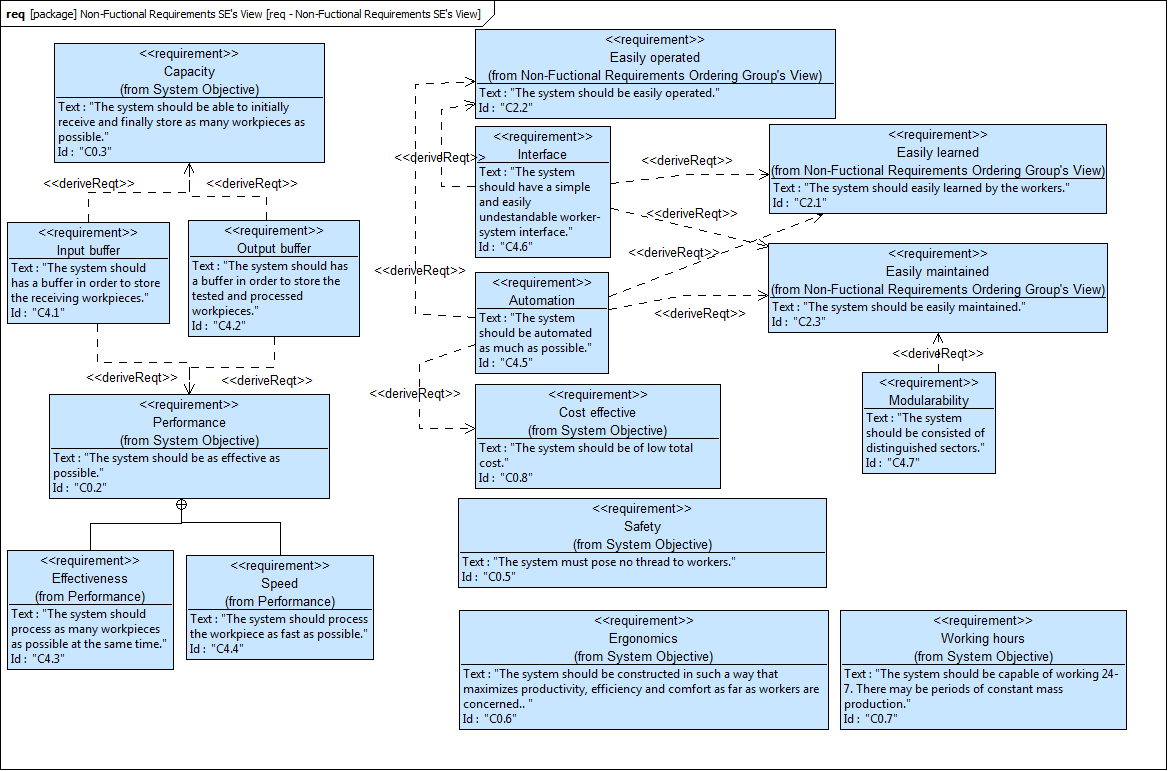 req [package] Non-Fuctional Requirements SE's View [req - Non-Fuctional Requirements SE's View]
<<requirement>>
Capacity
(from System Objective)
Text : "The system should be able to initially
receive and finally store as many workpieces as
possible."
Id : "C0.3"
<<deriveReqt>>
<<deriveReqt>>
<<requirement>>
Input buffer
Text : "The system should
has a buffer in order to store
the receiving workpieces."
Id : "C4.1"
<<requirement>>
Output buffer
Text : "The system should has
a buffer in order to store the
tested and processed
workpieces.
Id : "C4.2"
<<deriveReqt>>
<<deriveReqt>>
<<requirement>>
Performance
(from System Objective)
Text : "The system should be as effective as
possible."
Id : "C0.2"
<<requirement>>
Effectiveness
(from Performance)
Text : "The system should
process as many workpieces
as possible at the same time."
Id : "C4.3"
<<requirement>>
Speed
(from Performance)
Text : "The system should process
the workpiece as fast as possible."
Id : "C4.4"
<<requirement>>
Easily operated
(from Non-Fuctional Requirements Ordering Group's View)
Text : "The system should be easily operated."
Id : "C2.2"
<<deriveReqt>>
<<requirement>>
Interface
Text : "The system
should have a simple
and easily
undestandable worker-
system interface."
Id : "C4.6"
<<deriveReqt>>
<<requirement>>
Easily learned
(from Non-Fuctional Requirements Ordering Group's View)
Text : "The system should easily learned by the workers."
Id : "C2.1"
<<deriveReqt>>
<<deriveReqt>>
<<deriveReqt>>
<<requirement>>
Automation
Text : "The system
should be automated
as much as possible."
Id : "C4.5"
<<deriveReqt>>
<<requirement>>
Easily maintained
(from Non-Fuctional Requirements Ordering Group's View)
Text : "The system should be easily maintained."
Id : "C2.3"
<<deriveReqt>>
<<requirement>>
Modularability
Text : "The system
should be consisted of
distinguished sectors."
Id : "C4.7"
<<deriveReqt>>
<<requirement>>
Cost effective
(from System Objective)
Text : "The system should be of low total
cost."
Id : "C0.8"
<<requirement>>
Safety
(from System Objective)
Text : "The system must pose no thread to workers."
Id : "C0.5"
<<requirement>>
Ergonomics
(from System Objective)
Text : "The system should be constructed in such a way that
maximizes productivity, efficiency and comfort as far as workers are
concerned.. "
Id : "C0.6"
<<requirement>>
Working hours
(from System Objective)
Text : "The system should be capable of working 24-
7. There may be periods of constant mass
production."
Id : "C0.7"